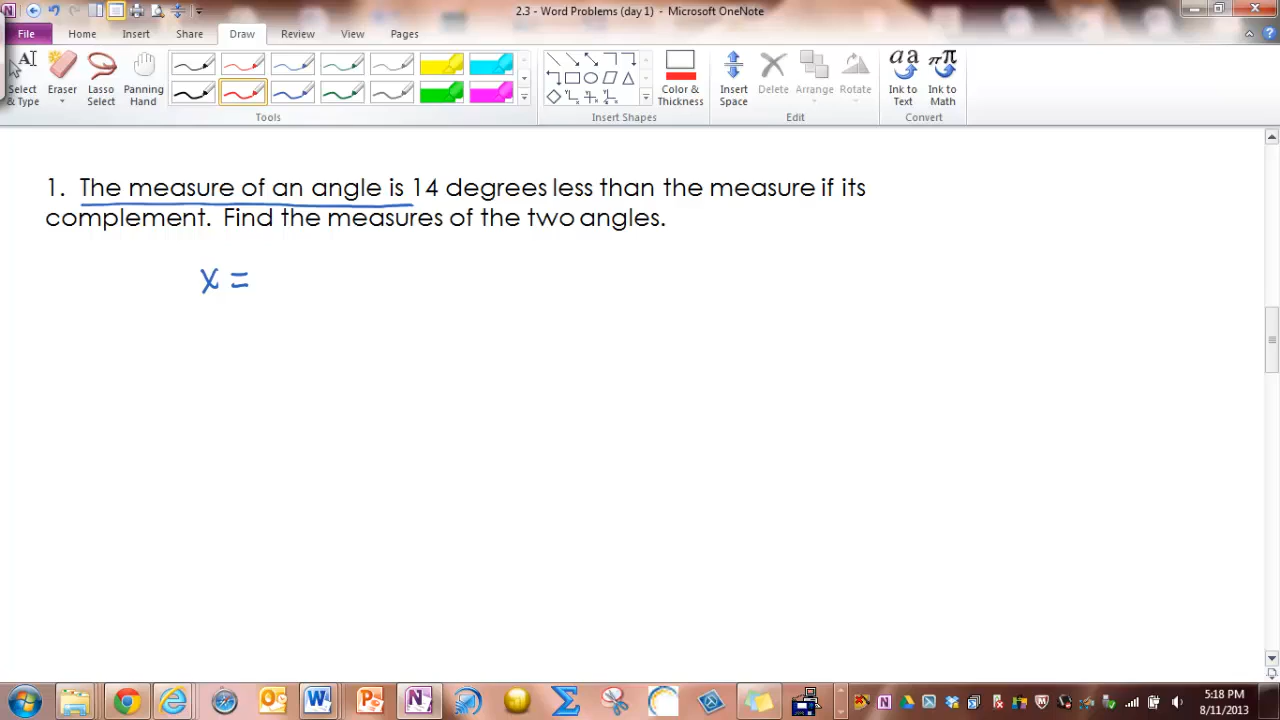 2.3 - Word Problems (day 1) - Microsoft OneNote
File Home Insert Share Draw Review View Pages
Select & Type
Eraser
Lasso Select
Panning Hand
Color & Thickness
Insert Space
Delete
Arrange
Rotate
Ink to Text
Ink to Math
Tools
Insert Shapes
Edit
Convert
1. The measure of an angle is 14 degrees less than the measure if its
complement. Find the measures of the two angles.
x =
5:18 PM
8/11/2013